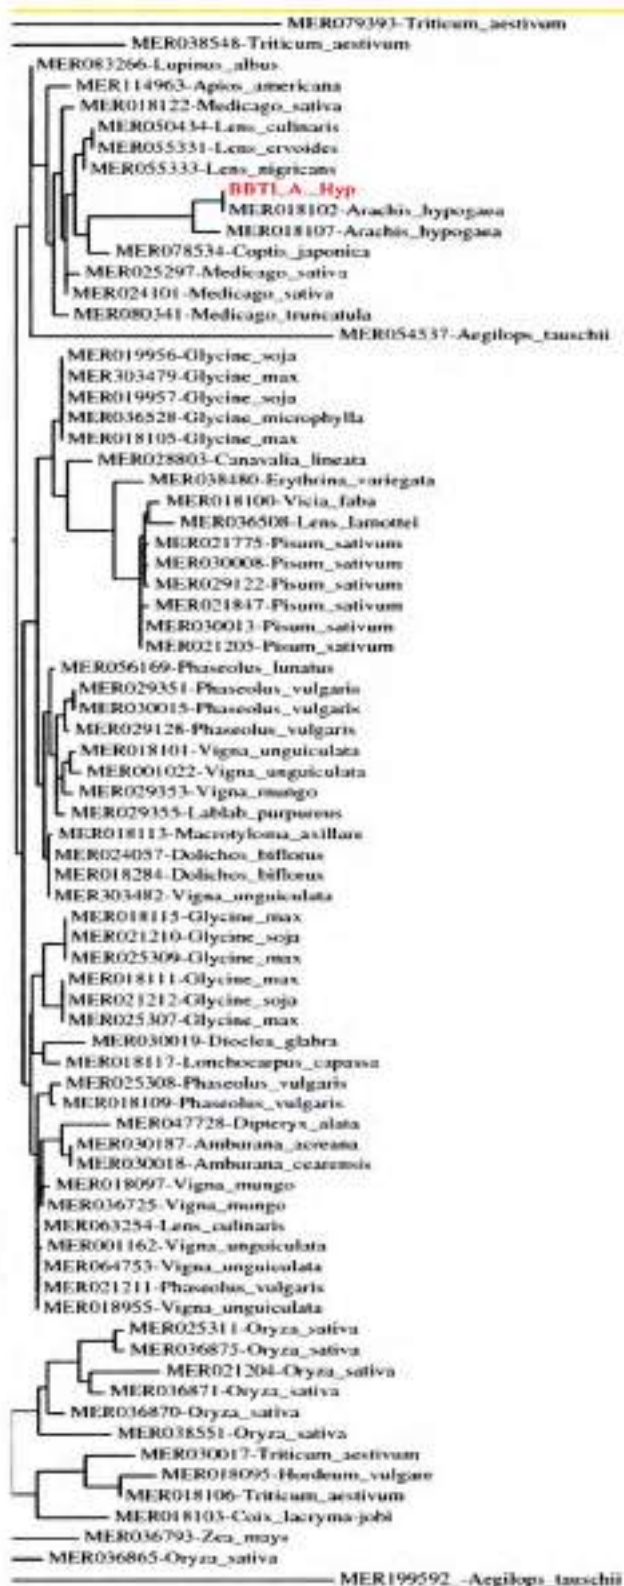 MER079393-Triticum_aestivum
MER038548-Triticum_aestivum
MER083266-Lupinus_albus
MER114963-Apios_americana
MER018122-Medicago_sativa
MER050434-Lens_culinaris
MER055331-Lens_ervoides
MER055333-Lens_nigricans
BBTI_A._Hyp
MER018102-Arachis_hypogaea
MER018107-Arachis_hypogaea
MER078534-Coptis_japonica
MER025297-Medicago_sativa
MER024101-Medicago_sativa
MER080341-Medicago_truncatula
MER054537-Aegilops_tauschii
MER019956-Glycine_soja
MER303479-Glycine_max
MER019957-Glycine_soja
MER036528-Glycine_microphylla
MER018105-Glycine_max
MER028803-Canavalia_lineata
MER038480-Erythrina_variegata
MER018100-Vicia_faba
MER036508-Lens_lamottei
MER021775-Pisum_sativum
MER030008-Pisum_sativum
MER029122-Pisum_sativum
MER021847-Pisum_sativum
MER030013-Pisum_sativum
MER021205-Pisum_sativum
MER056169-Phaseolus_lunatus
MER029351-Phaseolus_vulgaris
MER030015-Phaseolus_vulgaris
MER029128-Phaseolus_vulgaris
MER018101-Vigna_unguiculata
MER001022-Vigna_unguiculata
MER029353-Vigna_mungo
MER029355-Lablab_purpureus
MER018113-Macrotyloma_axillare
MER024057-Dolichos_biflorus
MER018284-Dolichos_biflorus
MER303482-Vigna_unguiculata
MER018115-Glycine_max
MER021210-Glycine_soja
MER025309-Glycine_max
MER018111-Glycine_max
MER021212-Glycine_soja
MER025307-Glycine_max
MER030019-Dioclea_glabra
MER018117-Lonchocarpus_capassa
MER025308-Phaseolus_vulgaris
MER018109-Phaseolus_vulgaris
MER047728-Dipteryx_alata
MER030187-Amburana_acreana
MER030018-Amburana_cearensis
MER018097-Vigna_mungo
MER036725-Vigna_mungo
MER063254-Lens_culinaris
MER001162-Vigna_unguiculata
MER064753-Vigna_unguiculata
MER021211-Phaseolus_vulgaris
MER018955-Vigna_unguiculata
MER025311-Oryza_sativa
MER036875-Oryza_sativa
MER021204-Oryza_sativa
MER036871-Oryza_sativa
MER036870-Oryza_sativa
MER038551-Oryza_sativa
MER030017-Triticum_aestivum
MER018095-Hordeum_vulgare
MER018106-Triticum_aestivum
MER018103-Coix_lacryma-jobi
MER036793-Zea_mays
MER036865-Oryza_sativa
MER199592_-Aegilops_tauschii